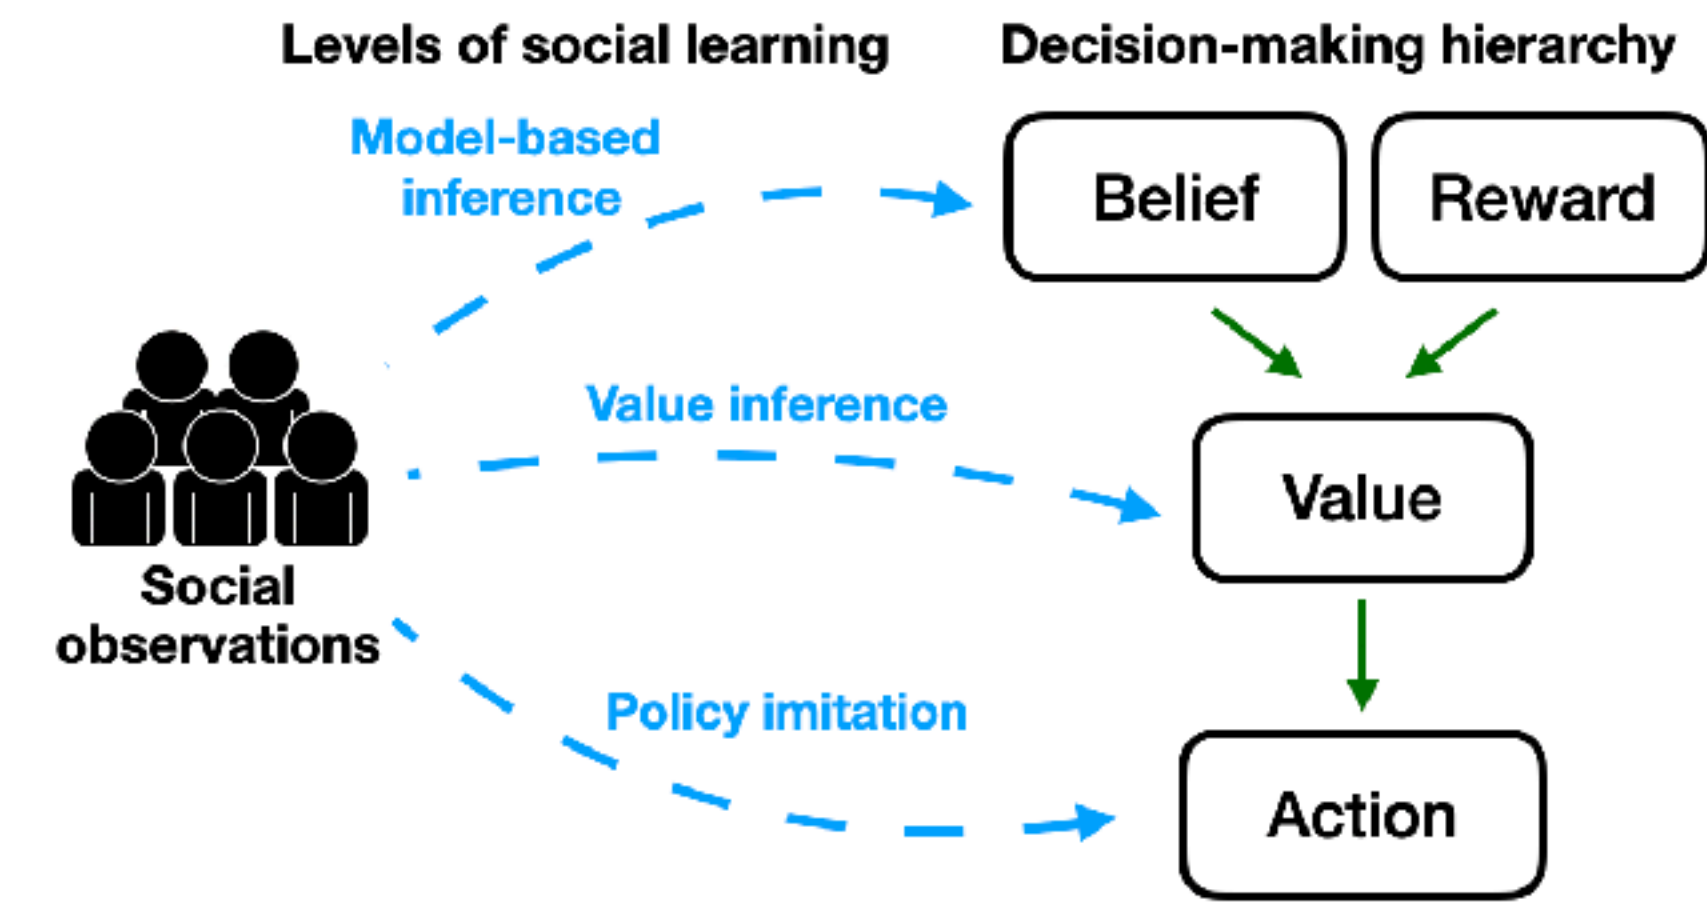 Levels of social learning
Decision-making hierarchy
Model-based
inference
Belief
Reward
Value inference
Value
Social
observations
Policy imitation
Action